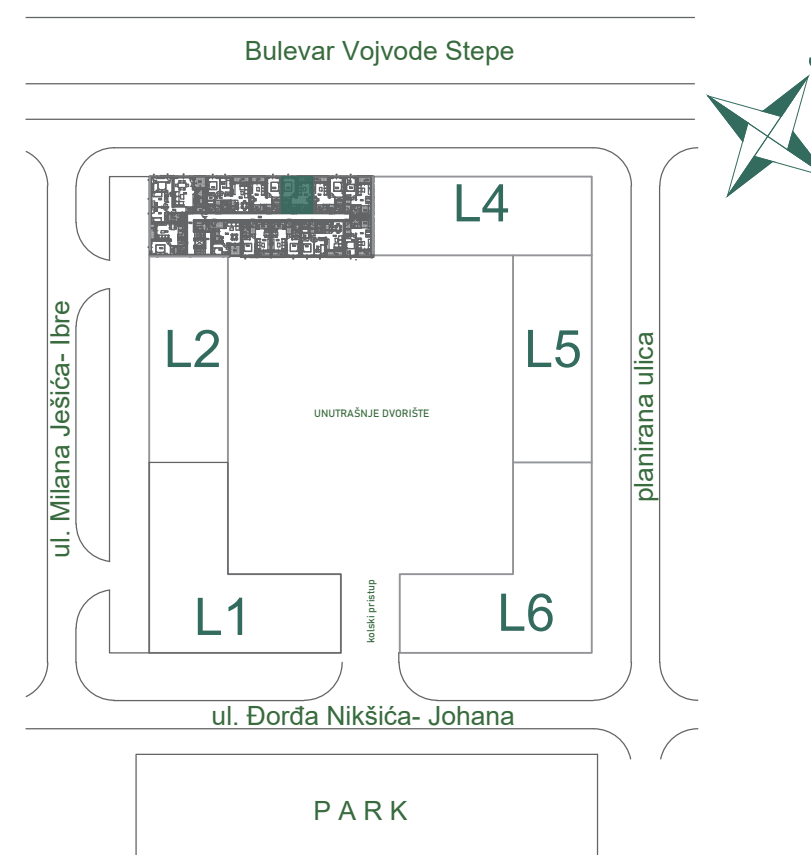 Bulevar Vojvode Stepe
L4
L2
L5
ul. Milana Ješića- Ibre
UNUTRAŠNJE DVORIŠTE
planirana ulica
kolski pristup
L1
L6
ul. Đorđa Nikšića- Johana
PARK